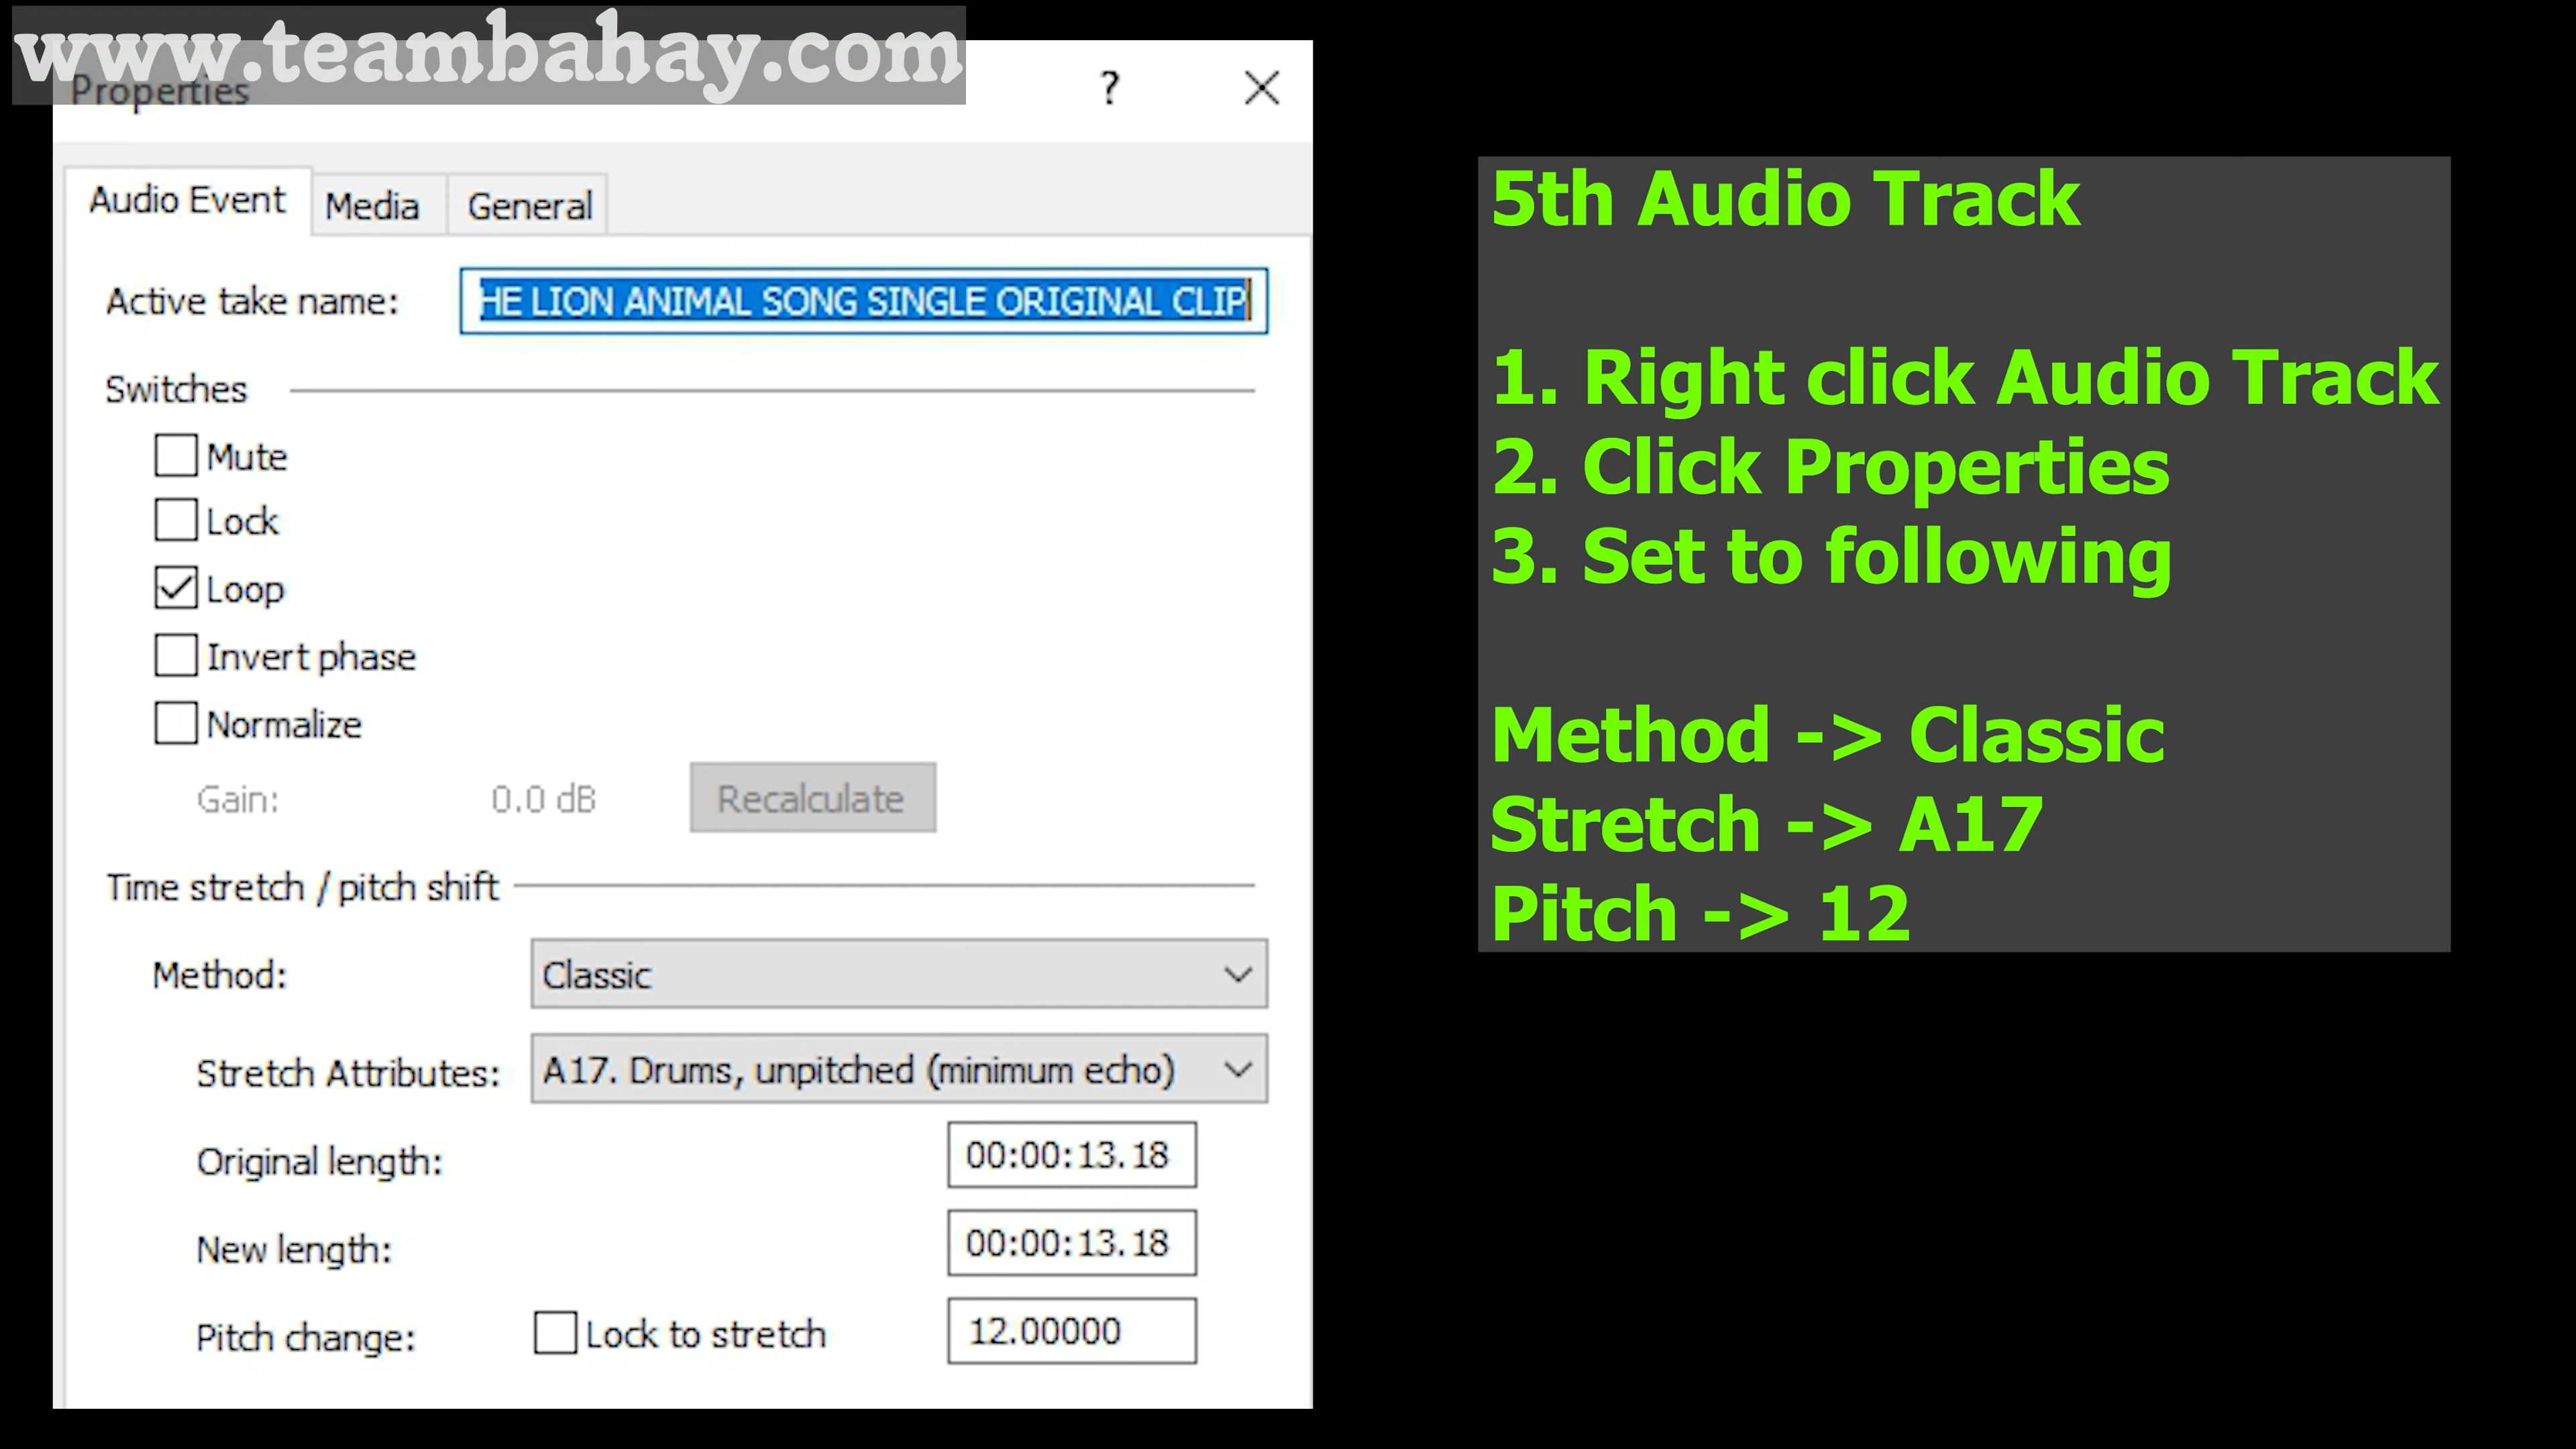 www.teambahay.com
Properties
?
Audio Event Media General
Active take name: HE LION ANIMAL SONG SINGLE ORIGINAL CLIP
Switches
Mute
Lock
Loop
Invert phase
Normalize
Gain: 0.0 dB Recalculate
Time stretch / pitch shift
Method: Classic
Stretch Attributes: A17. Drums, unpitched (minimum echo)
Original length: 00:00:13.18
New length: 00:00:13.18
Pitch change: Lock to stretch 12.00000
5th Audio Track
1. Right click Audio Track
2. Click Properties
3. Set to following
Method -> Classic
Stretch -> A17
Pitch -> 12